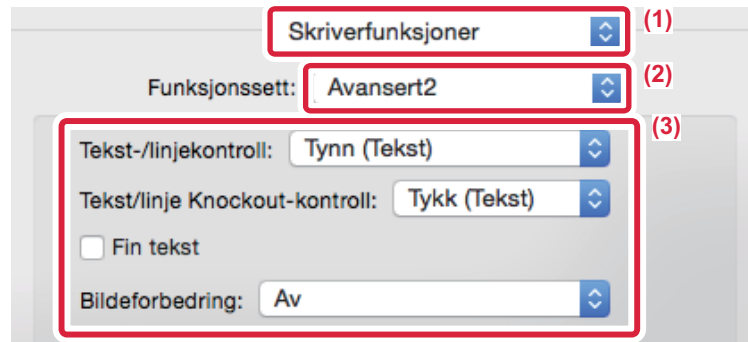 Skriverfunksjoner (1)
Funksjonssett: Avansert2 (2)
(3)
Tekst-/linjekontroll: Tynn (Tekst)
Tekst/linje Knockout-kontroll: Tykk (Tekst)
Fin tekst
Bildeforbedring: Av